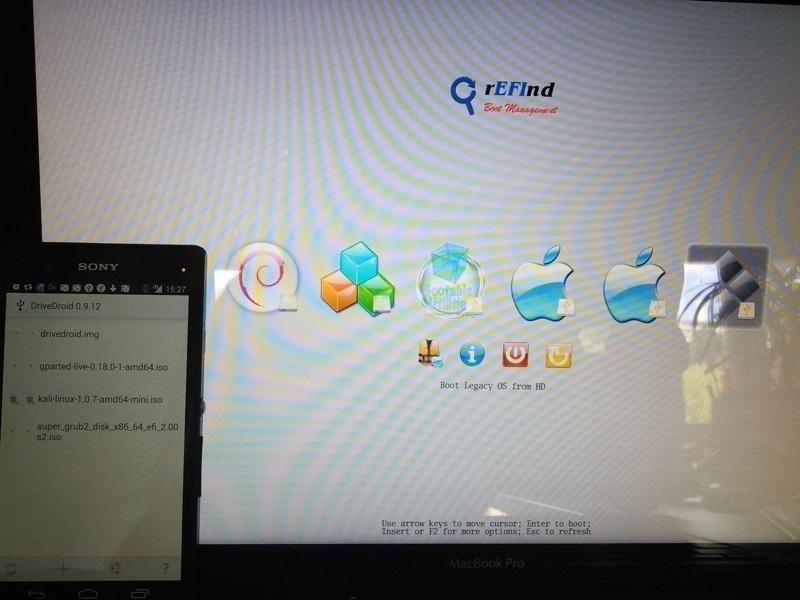 rEFInd
Boot Management
SONY
15:27
DriveDroid 0.9.12
drivedroid.img
gparted-live-0.18.0-1-amd64.iso
kali-linux-1.0.7-amd64-mini.iso
super_grub2_disk_x86_64_efi_2.00
s2.iso
?
Bootable
Boot Legacy OS from HD
Use arrow keys to move cursor; Enter to boot;
Insert or F2 for more options; Esc to refresh
MacBook Pro